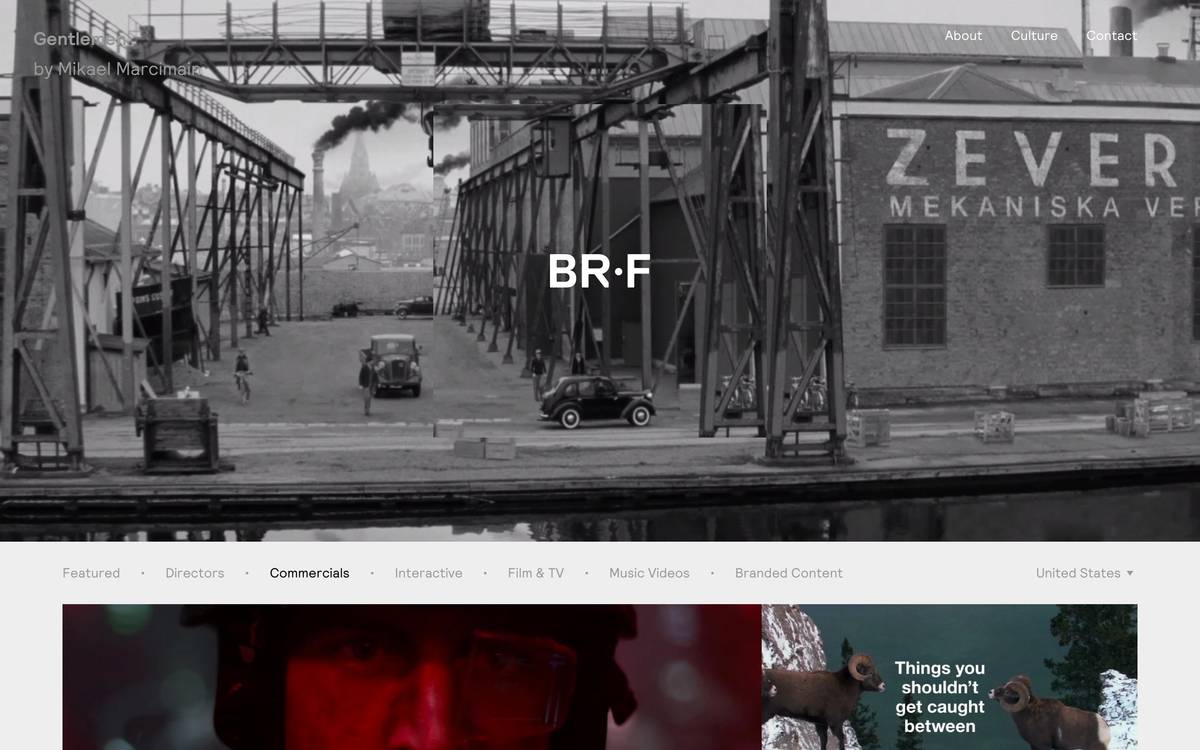 Gentlemen
by Mikael Marcimain
About
Culture
Contact
ZEVER
MEKANISKA VER
BR·F
Featured · Directors · Commercials · Interactive · Film & TV · Music Videos · Branded Content
United States ▼
Things you
shouldn't
get caught
between